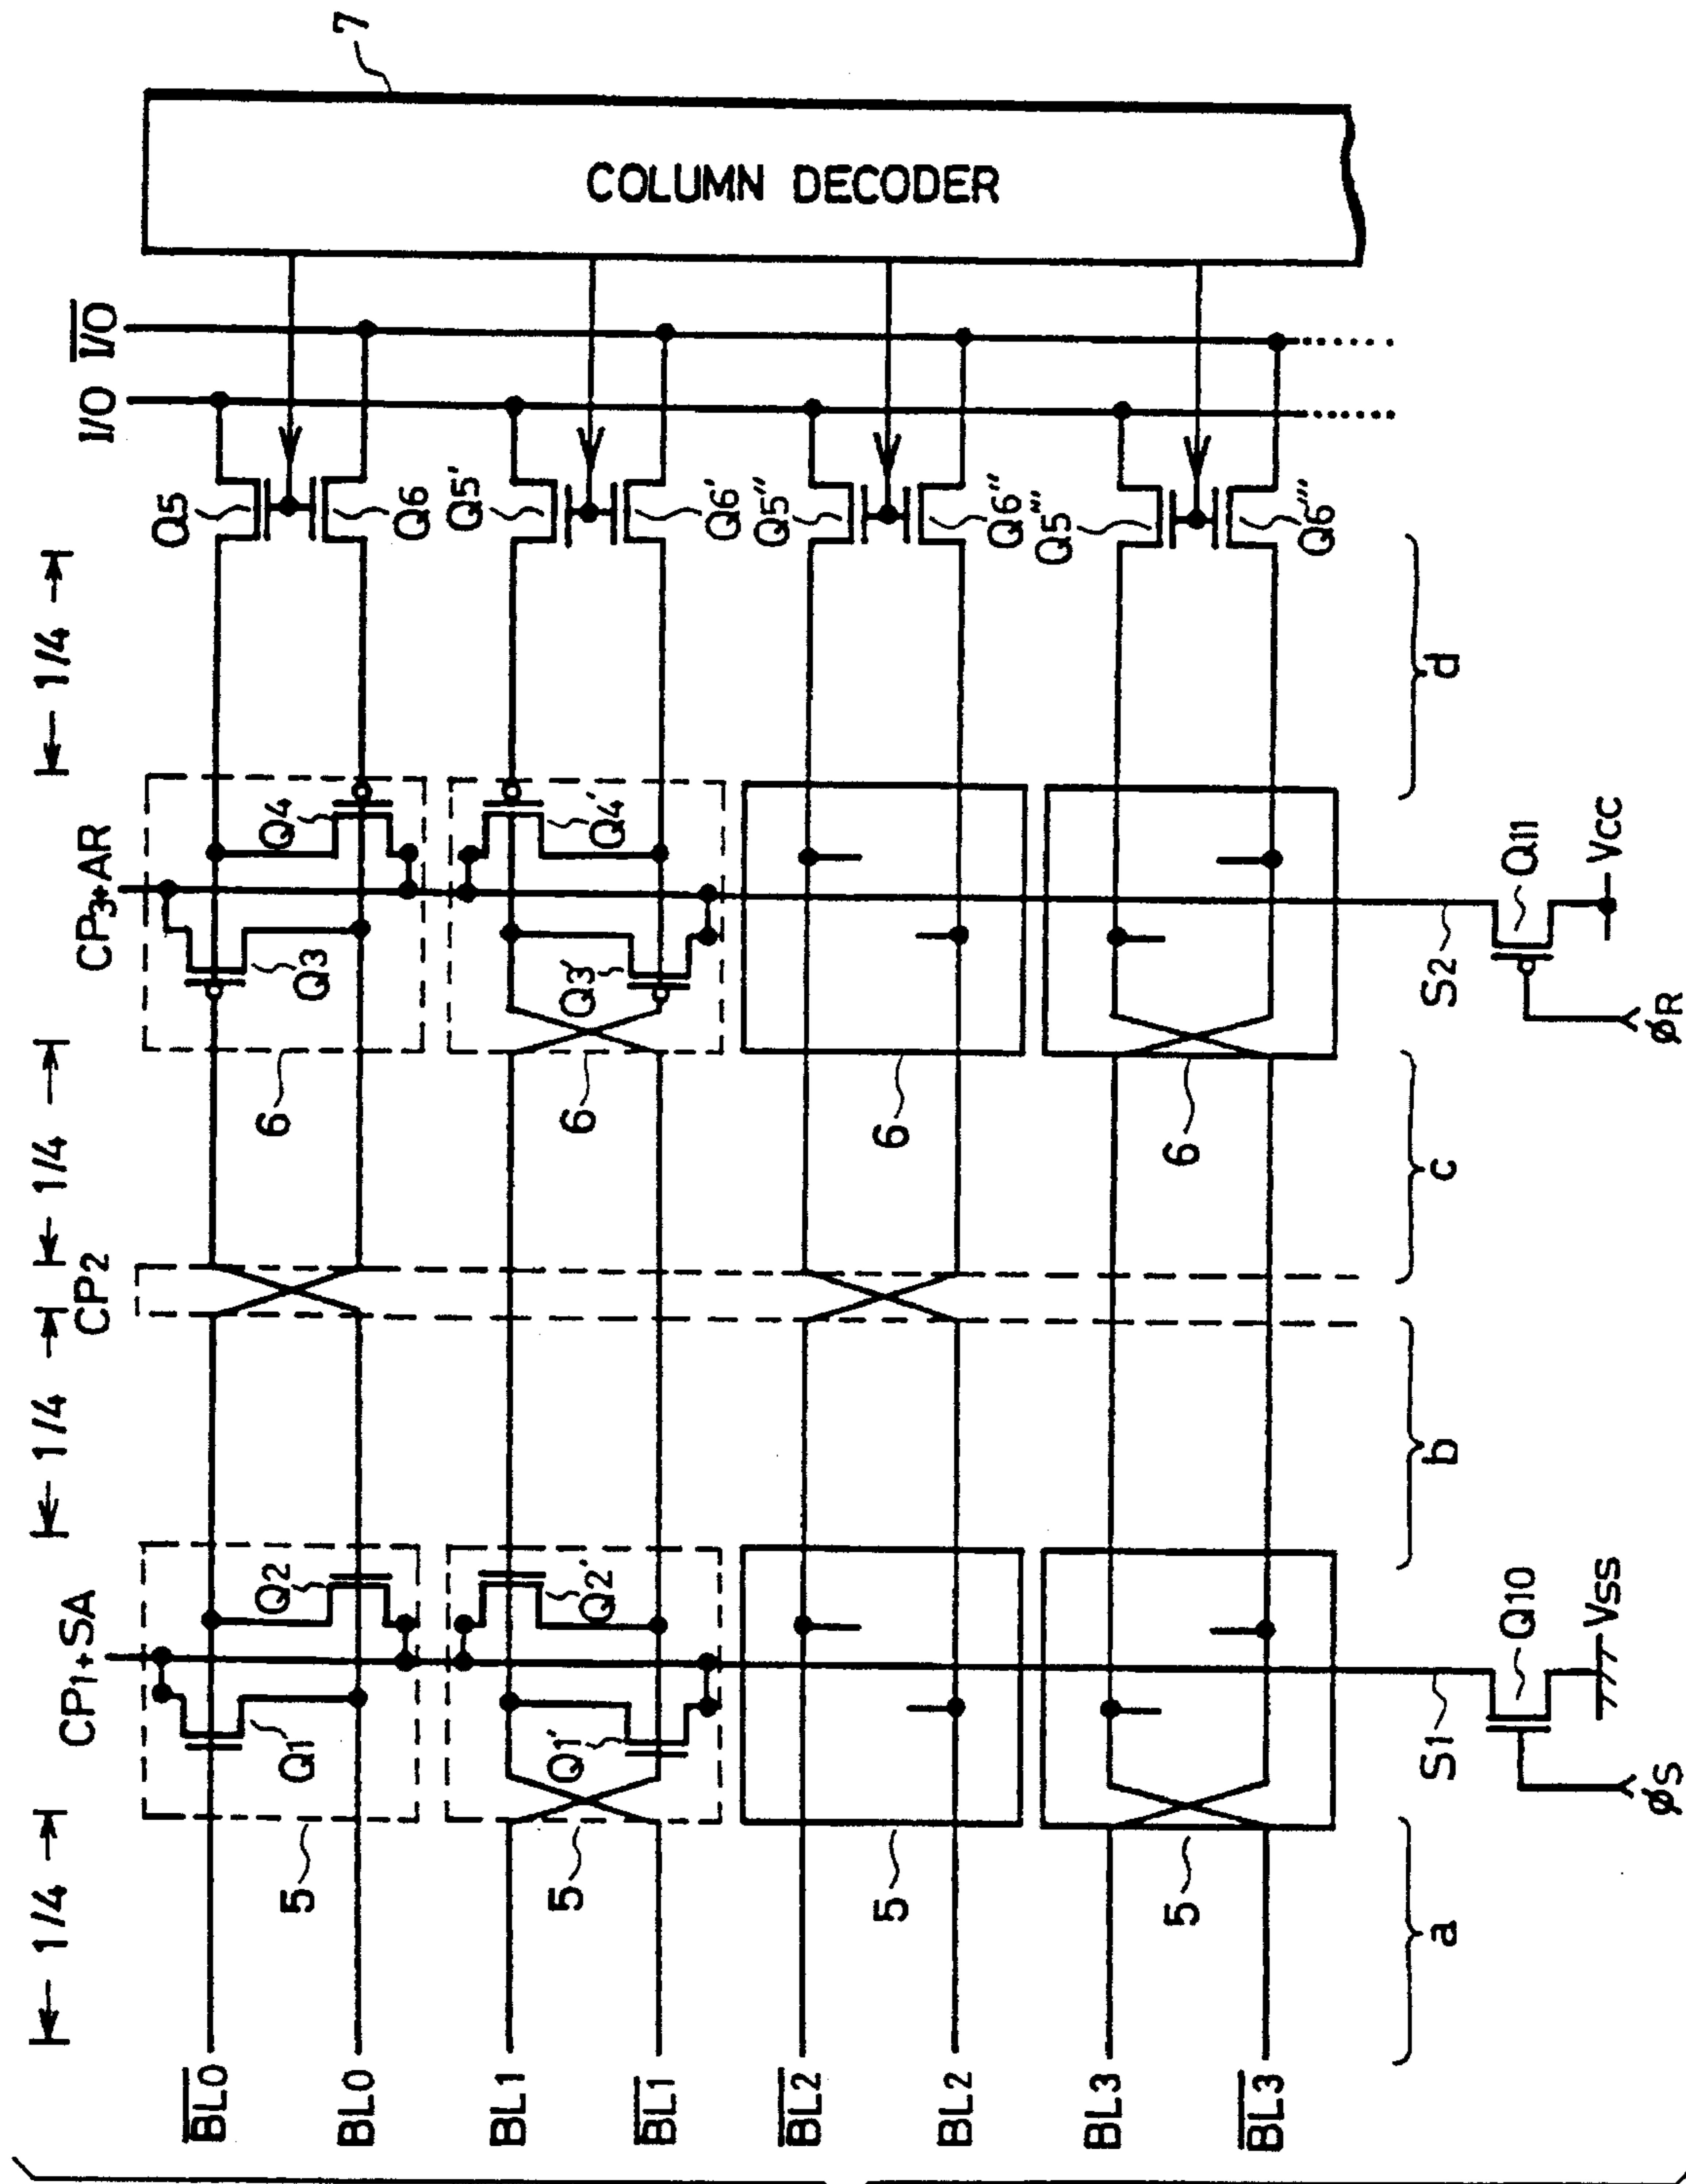 7
COLUMN DECODER
I/O
I/O
Q5
Q6
Q5'
Q6'
Q5''
Q6''
Q5'''
Q6'''
1/4
1/4
1/4
1/4
CP3+AR
Q3
Q4
Q3'
Q4'
6
6
6
6
CP2
CP1+SA
Q1
Q2
Q1'
Q2'
5
5
5
5
BL0
BL0
BL1
BL1
BL2
BL2
BL3
BL3
a
b
c
d
S1
Q10
VSS
ØS
S2
Q11
VCC
ØR